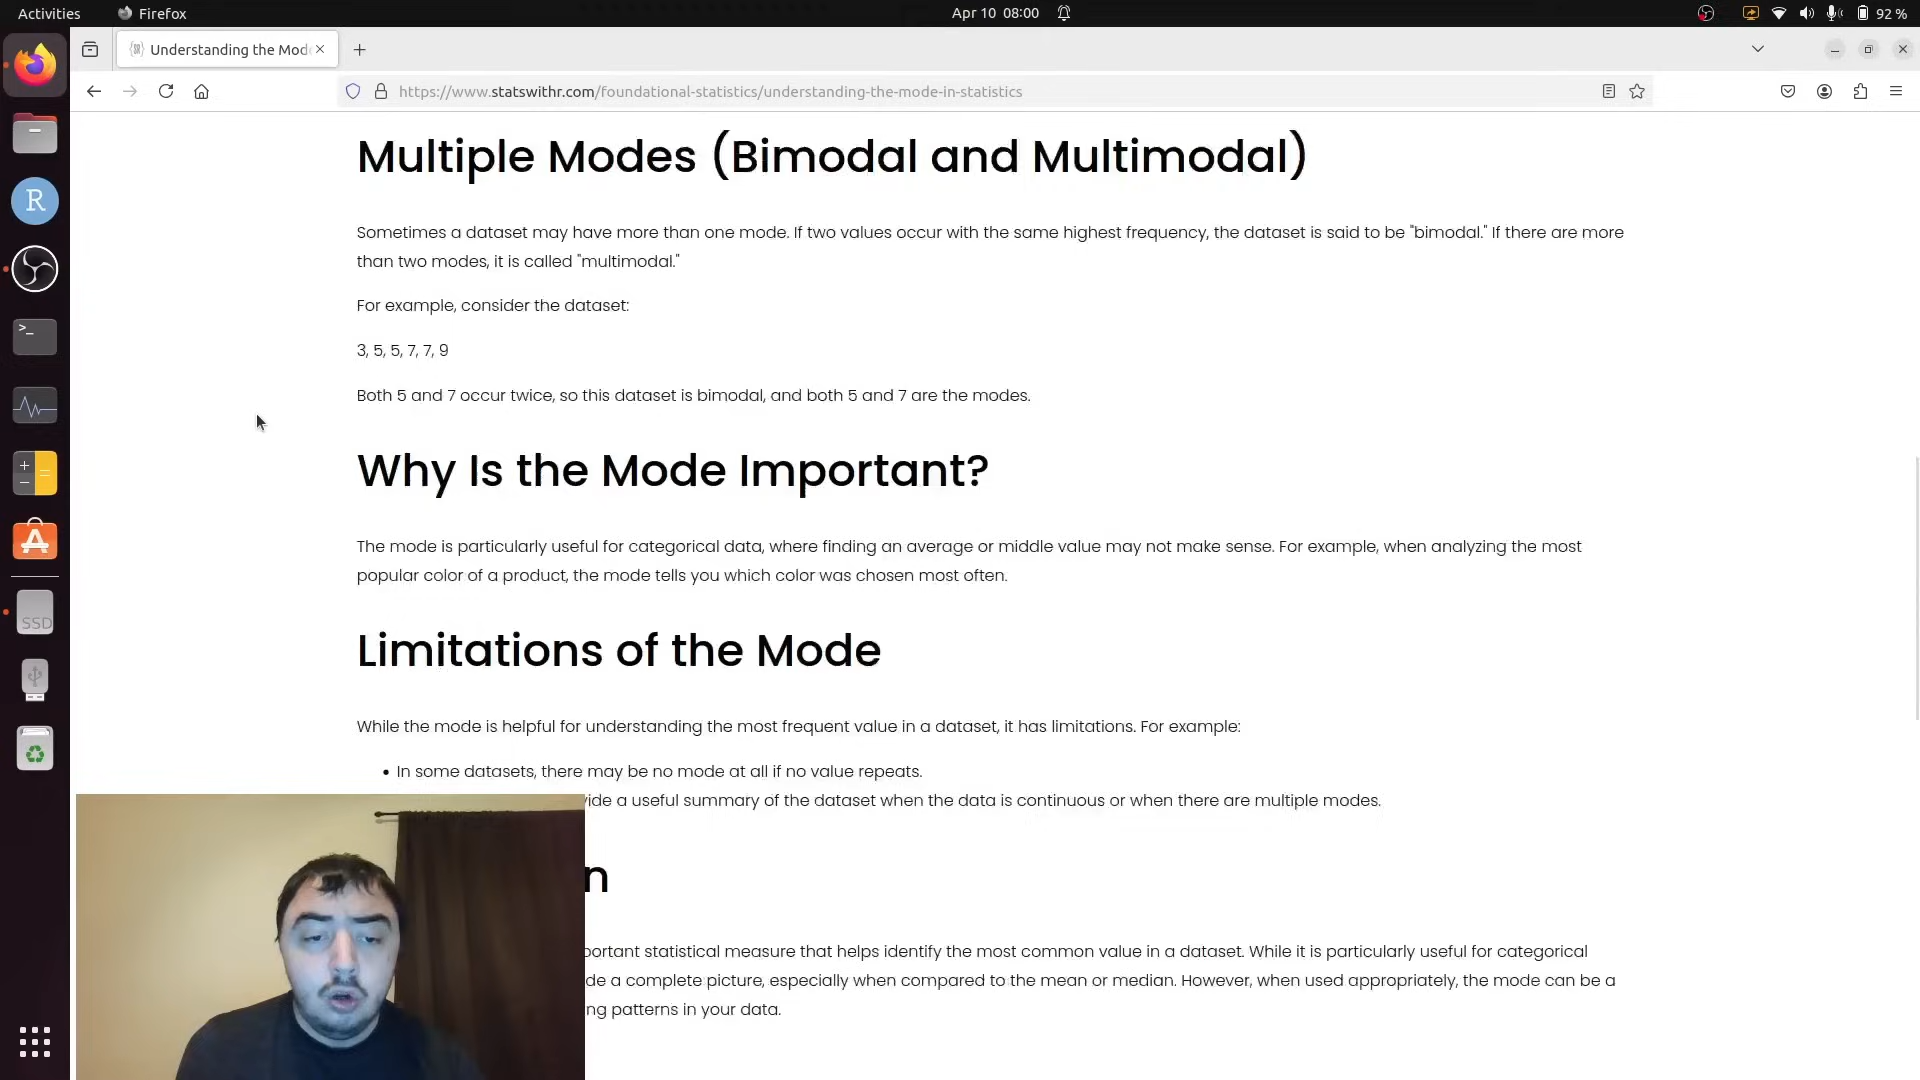 Activities
Firefox
Apr 10 08:00
92 %
Understanding the Mod
https://www.statswithr.com/foundational-statistics/understanding-the-mode-in-statistics
Multiple Modes (Bimodal and Multimodal)
Sometimes a dataset may have more than one mode. If two values occur with the same highest frequency, the dataset is said to be "bimodal." If there are more
than two modes, it is called "multimodal."
For example, consider the dataset:
3, 5, 5, 7, 7, 9
Both 5 and 7 occur twice, so this dataset is bimodal, and both 5 and 7 are the modes.
Why Is the Mode Important?
The mode is particularly useful for categorical data, where finding an average or middle value may not make sense. For example, when analyzing the most
popular color of a product, the mode tells you which color was chosen most often.
Limitations of the Mode
While the mode is helpful for understanding the most frequent value in a dataset, it has limitations. For example:
• In some datasets, there may be no mode at all if no value repeats.
vide a useful summary of the dataset when the data is continuous or when there are multiple modes.
n
portant statistical measure that helps identify the most common value in a dataset. While it is particularly useful for categorical
de a complete picture, especially when compared to the mean or median. However, when used appropriately, the mode can be a
ng patterns in your data.
R
>_
SSD